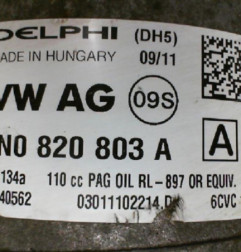 DELPHI (DH5)
MADE IN HUNGARY 09/11
VW AG 09S
N0 820 803 A A
134a 110 cc PAG OIL RL-897 OR EQUIV.
40562 03011102214 6CVC